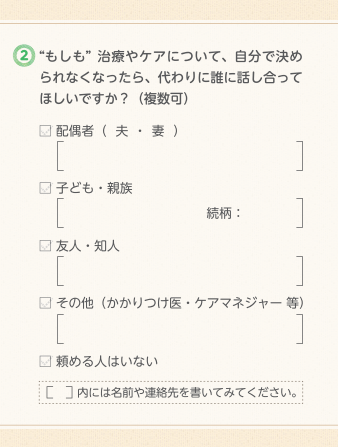 2 “もしも” 治療やケアについて、自分で決め
られなくなったら、代わりに誰に話し合って
ほしいですか？（複数可）
配偶者（ 夫 ・ 妻 ）
［ ］
子ども・親族
［ 続柄： ］
友人・知人
［ ］
その他（かかりつけ医・ケアマネジャー 等）
［ ］
頼める人はいない
［ ］内には名前や連絡先を書いてみてください。